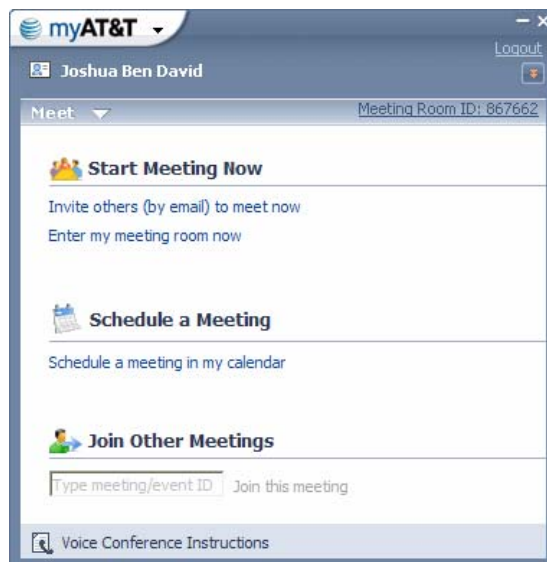 myAT&T
Logout
Joshua Ben David
Meet
Meeting Room ID: 867662
Start Meeting Now
Invite others (by email) to meet now
Enter my meeting room now
Schedule a Meeting
Schedule a meeting in my calendar
Join Other Meetings
Type meeting/event ID Join this meeting
Voice Conference Instructions